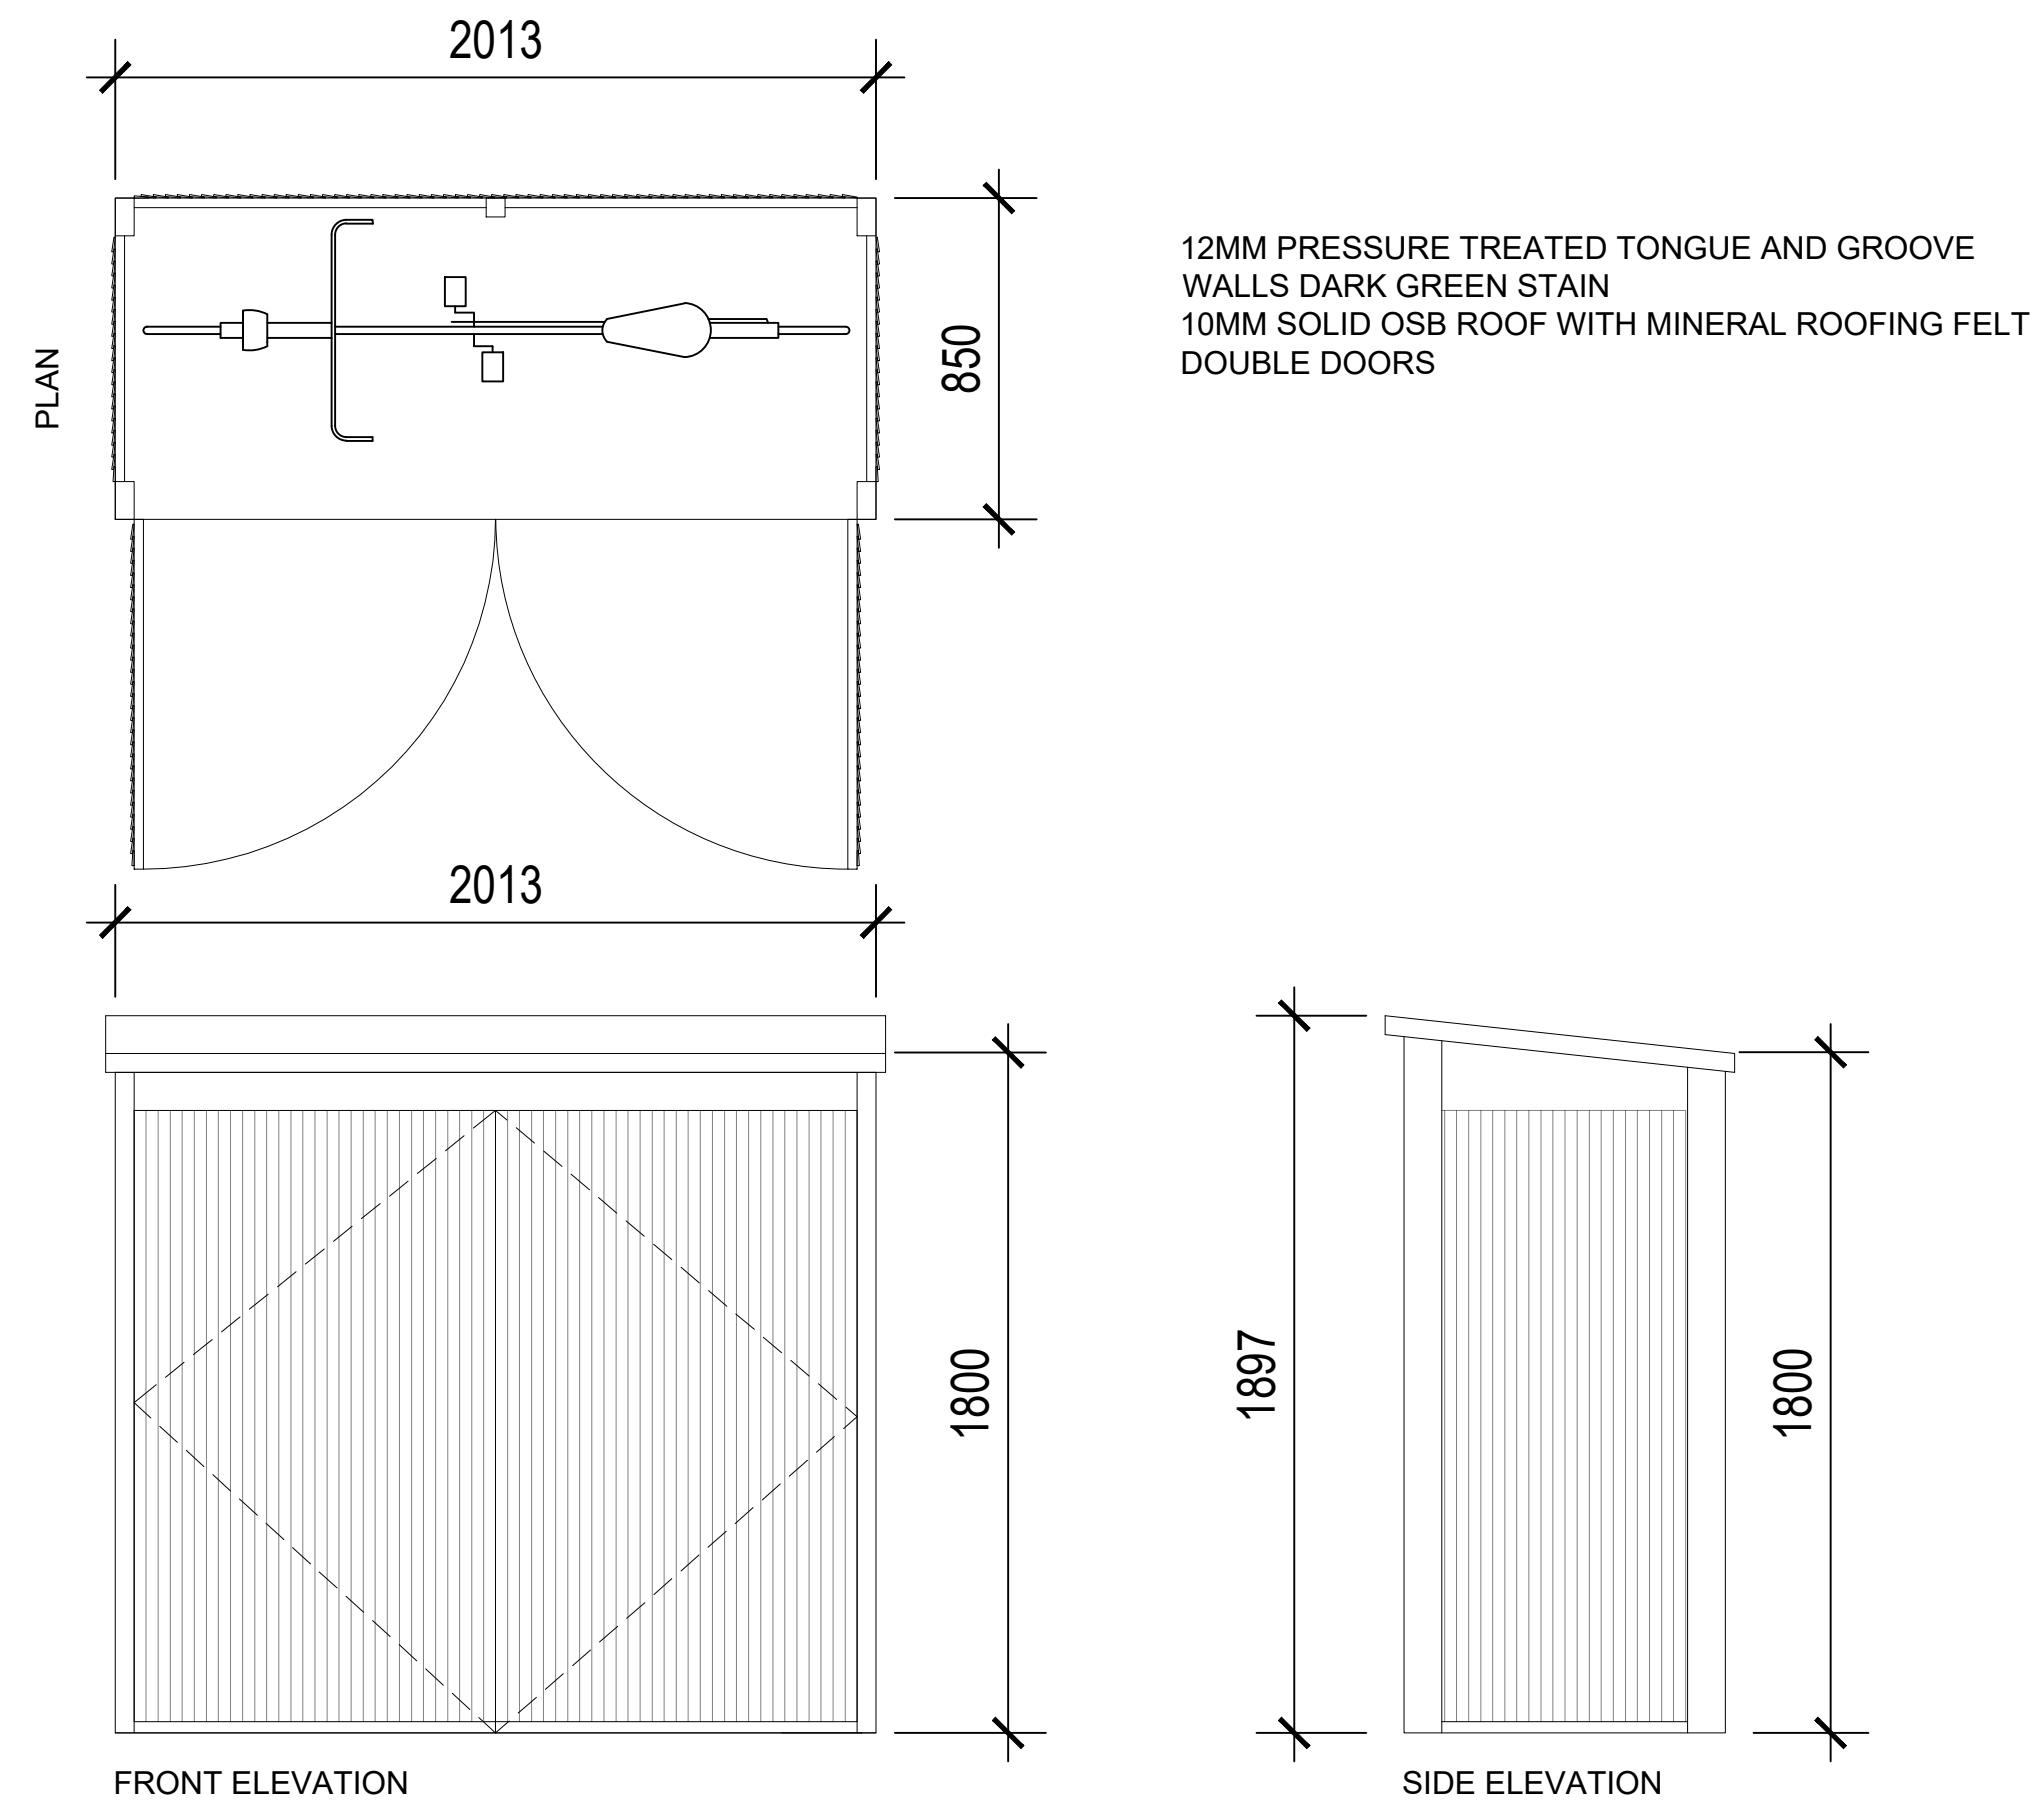 2013
PLAN
850
12MM PRESSURE TREATED TONGUE AND GROOVE
WALLS DARK GREEN STAIN
10MM SOLID OSB ROOF WITH MINERAL ROOFING FELT
DOUBLE DOORS
2013
1800
1897
1800
FRONT ELEVATION
SIDE ELEVATION